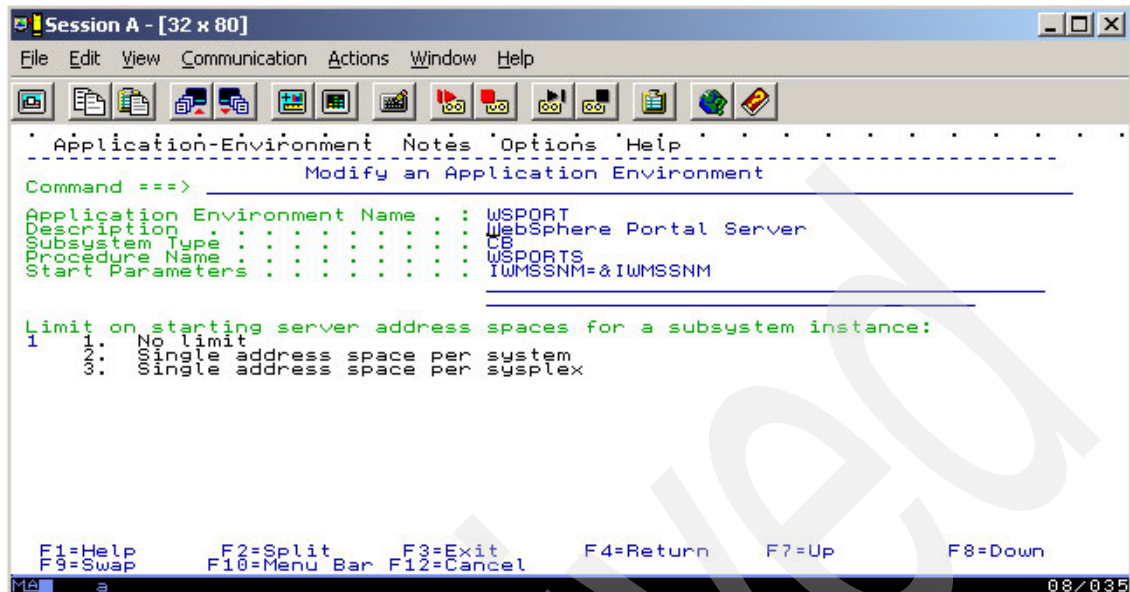 Session A - [32 x 80]
File Edit View Communication Actions Window Help
Application-Environment Notes Options Help
Modify an Application Environment
Command ===>
Application Environment Name . : WSPORT
Description . . . . . . . . . . WebSphere Portal Server
Subsystem Type . . . . . . . . . CB
Procedure Name . . . . . . . . . WSPORTS
Start Parameters . . . . . . . . IWMSSNM=&IWMSSNM
Limit on starting server address spaces for a subsystem instance:
1 1. No limit
2. Single address space per system
3. Single address space per sysplex
F1=Help F2=Split F3=Exit F4=Return F7=Up F8=Down
F9=Swap F10=Menu Bar F12=Cancel
MA a 08/035